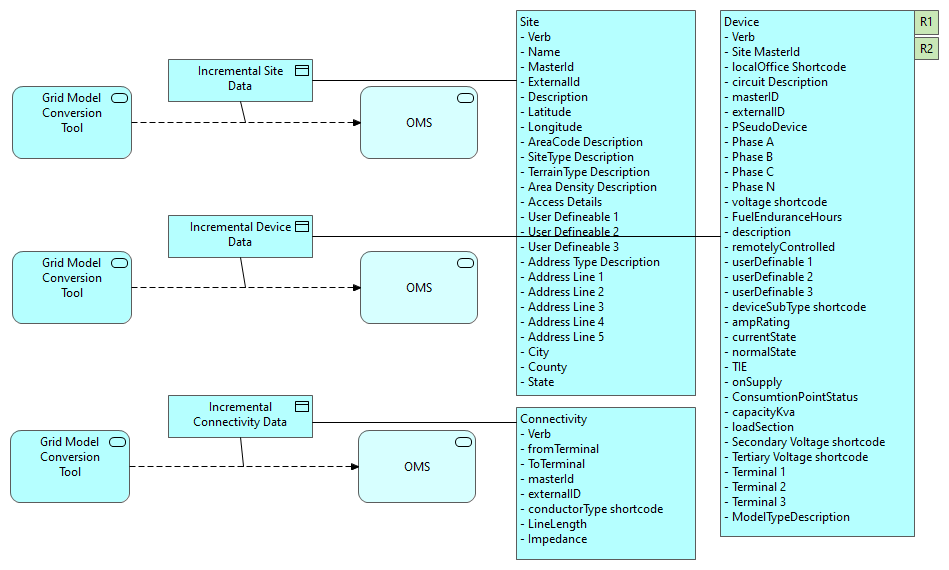 Grid Model
Conversion
Tool
Incremental Site
Data
OMS
Grid Model
Conversion
Tool
Incremental Device
Data
OMS
Grid Model
Conversion
Tool
Incremental
Connectivity Data
OMS
Site
- Verb
- Name
- MasterId
- ExternalId
- Description
- Latitude
- Longitude
- AreaCode Description
- SiteType Description
- TerrainType Description
- Area Density Description
- Access Details
- User Defineable 1
- User Defineable 2
- User Defineable 3
- Address Type Description
- Address Line 1
- Address Line 2
- Address Line 3
- Address Line 4
- Address Line 5
- City
- County
- State
Connectivity
- Verb
- fromTerminal
- ToTerminal
- masterId
- externalID
- conductorType shortcode
- LineLength
- Impedance
Device
- Verb
- Site MasterId
- localOffice Shortcode
- circuit Description
- masterID
- externalID
- PSeudoDevice
- Phase A
- Phase B
- Phase C
- Phase N
- voltage shortcode
- FuelEnduranceHours
- description
- remotelyControlled
- userDefinable 1
- userDefinable 2
- userDefinable 3
- deviceSubType shortcode
- ampRating
- currentState
- normalState
- TIE
- onSupply
- ConsumtionPointStatus
- capacityKva
- loadSection
- Secondary Voltage shortcode
- Tertiary Voltage shortcode
- Terminal 1
- Terminal 2
- Terminal 3
- ModelTypeDescription
R1
R2